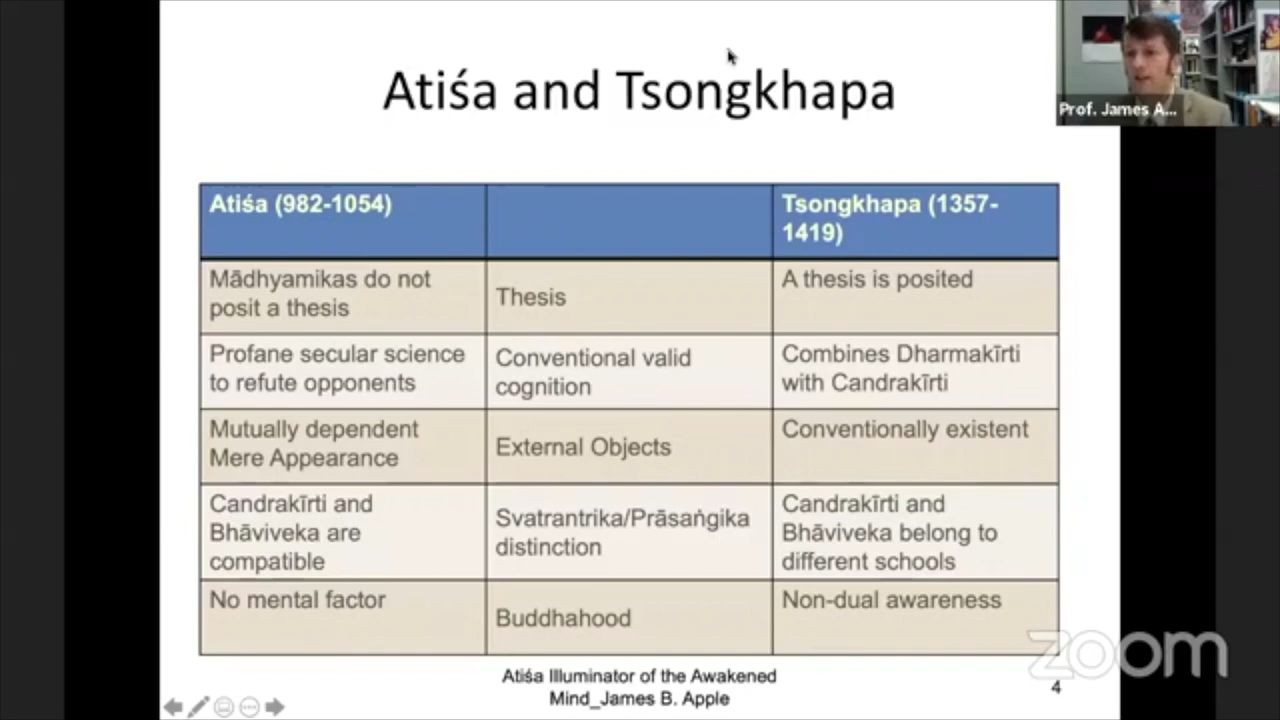 Atiśa and Tsongkhapa
Prof. James A...
Atiśa (982-1054)
Tsongkhapa (1357-
1419)
Mādhyamikas do not
posit a thesis
Thesis
A thesis is posited
Profane secular science
to refute opponents
Conventional valid
cognition
Combines Dharmakīrti
with Candrakīrti
Mutually dependent
Mere Appearance
External Objects
Conventionally existent
Candrakīrti and
Bhāviveka are
compatible
Svatrantrika/Prāsaṅgika
distinction
Candrakīrti and
Bhāviveka belong to
different schools
No mental factor
Buddhahood
Non-dual awareness
zoom
Atiśa Illuminator of the Awakened
Mind_James B. Apple
4